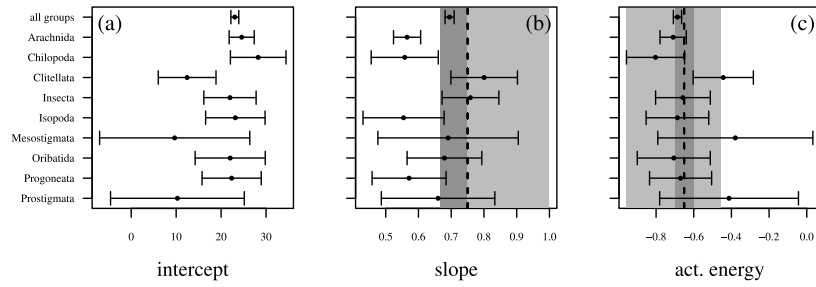 (a) (b) (c)
all groups
Arachnida
Chilopoda
Clitellata
Insecta
Isopoda
Mesostigmata
Oribatida
Progoneata
Prostigmata
0 10 20 30
0.5 0.6 0.7 0.8 0.9 1.0
−0.8 −0.6 −0.4 −0.2 0.0
intercept slope act. energy